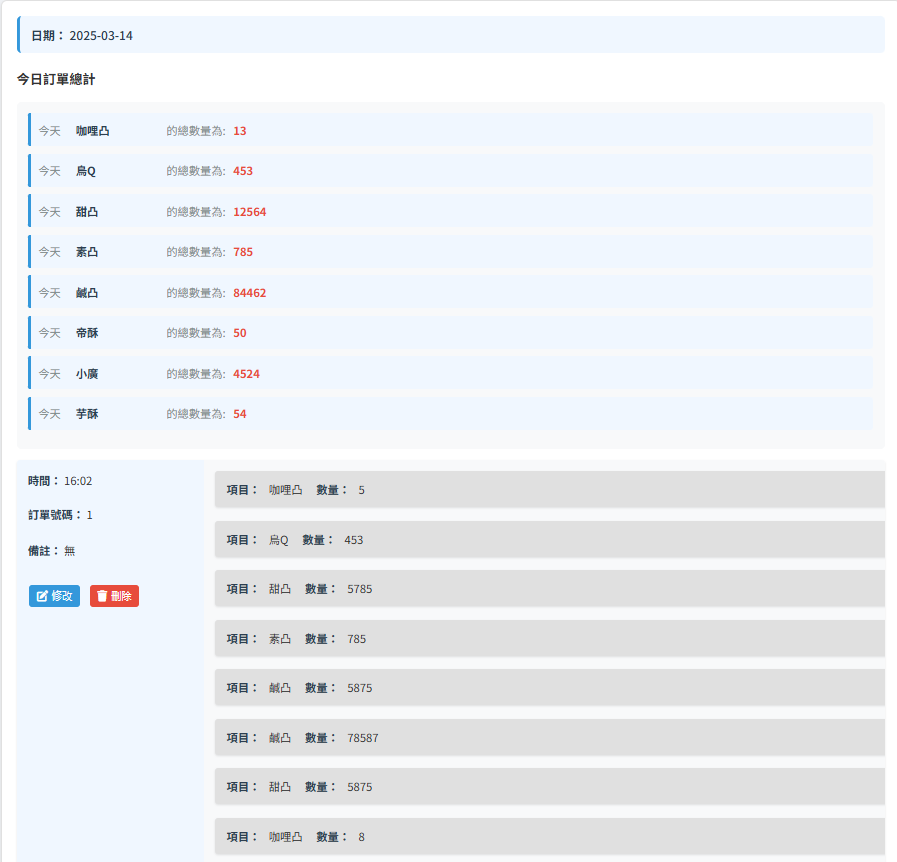 日期： 2025-03-14
今日訂單總計
今天 咖哩凸 的總數量為: 13
今天 烏Q 的總數量為: 453
今天 甜凸 的總數量為: 12564
今天 素凸 的總數量為: 785
今天 鹹凸 的總數量為: 84462
今天 帝酥 的總數量為: 50
今天 小廣 的總數量為: 4524
今天 芋酥 的總數量為: 54
時間： 16:02
訂單號碼： 1
備註： 無
修改 刪除
項目： 咖哩凸 數量： 5
項目： 烏Q 數量： 453
項目： 甜凸 數量： 5785
項目： 素凸 數量： 785
項目： 鹹凸 數量： 5875
項目： 鹹凸 數量： 78587
項目： 甜凸 數量： 5875
項目： 咖哩凸 數量： 8